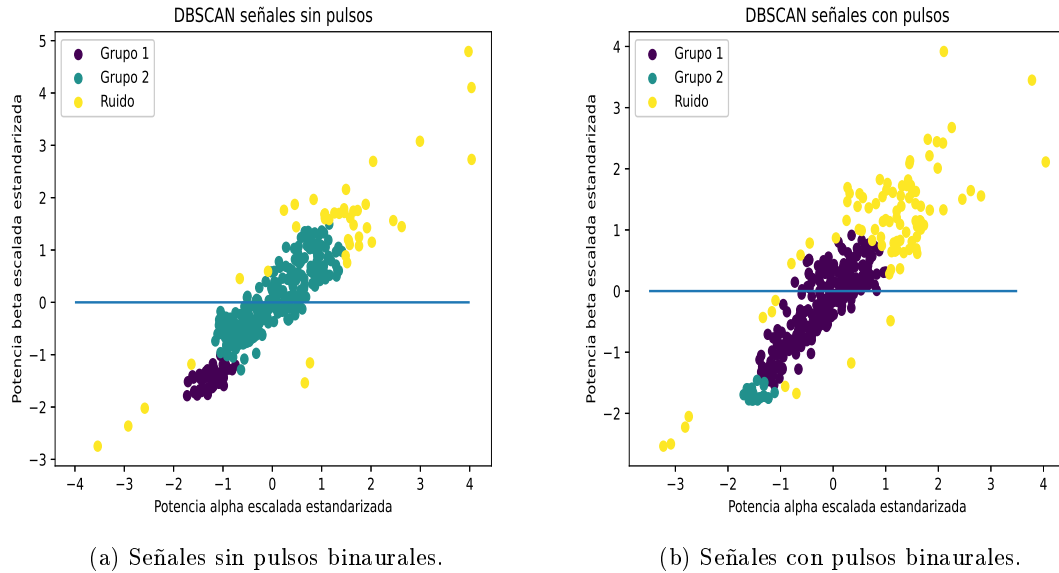 DBSCAN señales sin pulsos
Potencia beta escalada estandarizada
5
4
3
2
1
0
−1
−2
−3
Grupo 1
Grupo 2
Ruido
−4 −3 −2 −1 0 1 2 3 4
Potencia alpha escalada estandarizada
(a) Señales sin pulsos binaurales.
DBSCAN señales con pulsos
Potencia beta escalada estandarizada
4
3
2
1
0
−1
−2
Grupo 1
Grupo 2
Ruido
−3 −2 −1 0 1 2 3 4
Potencia alpha escalada estandarizada
(b) Señales con pulsos binaurales.